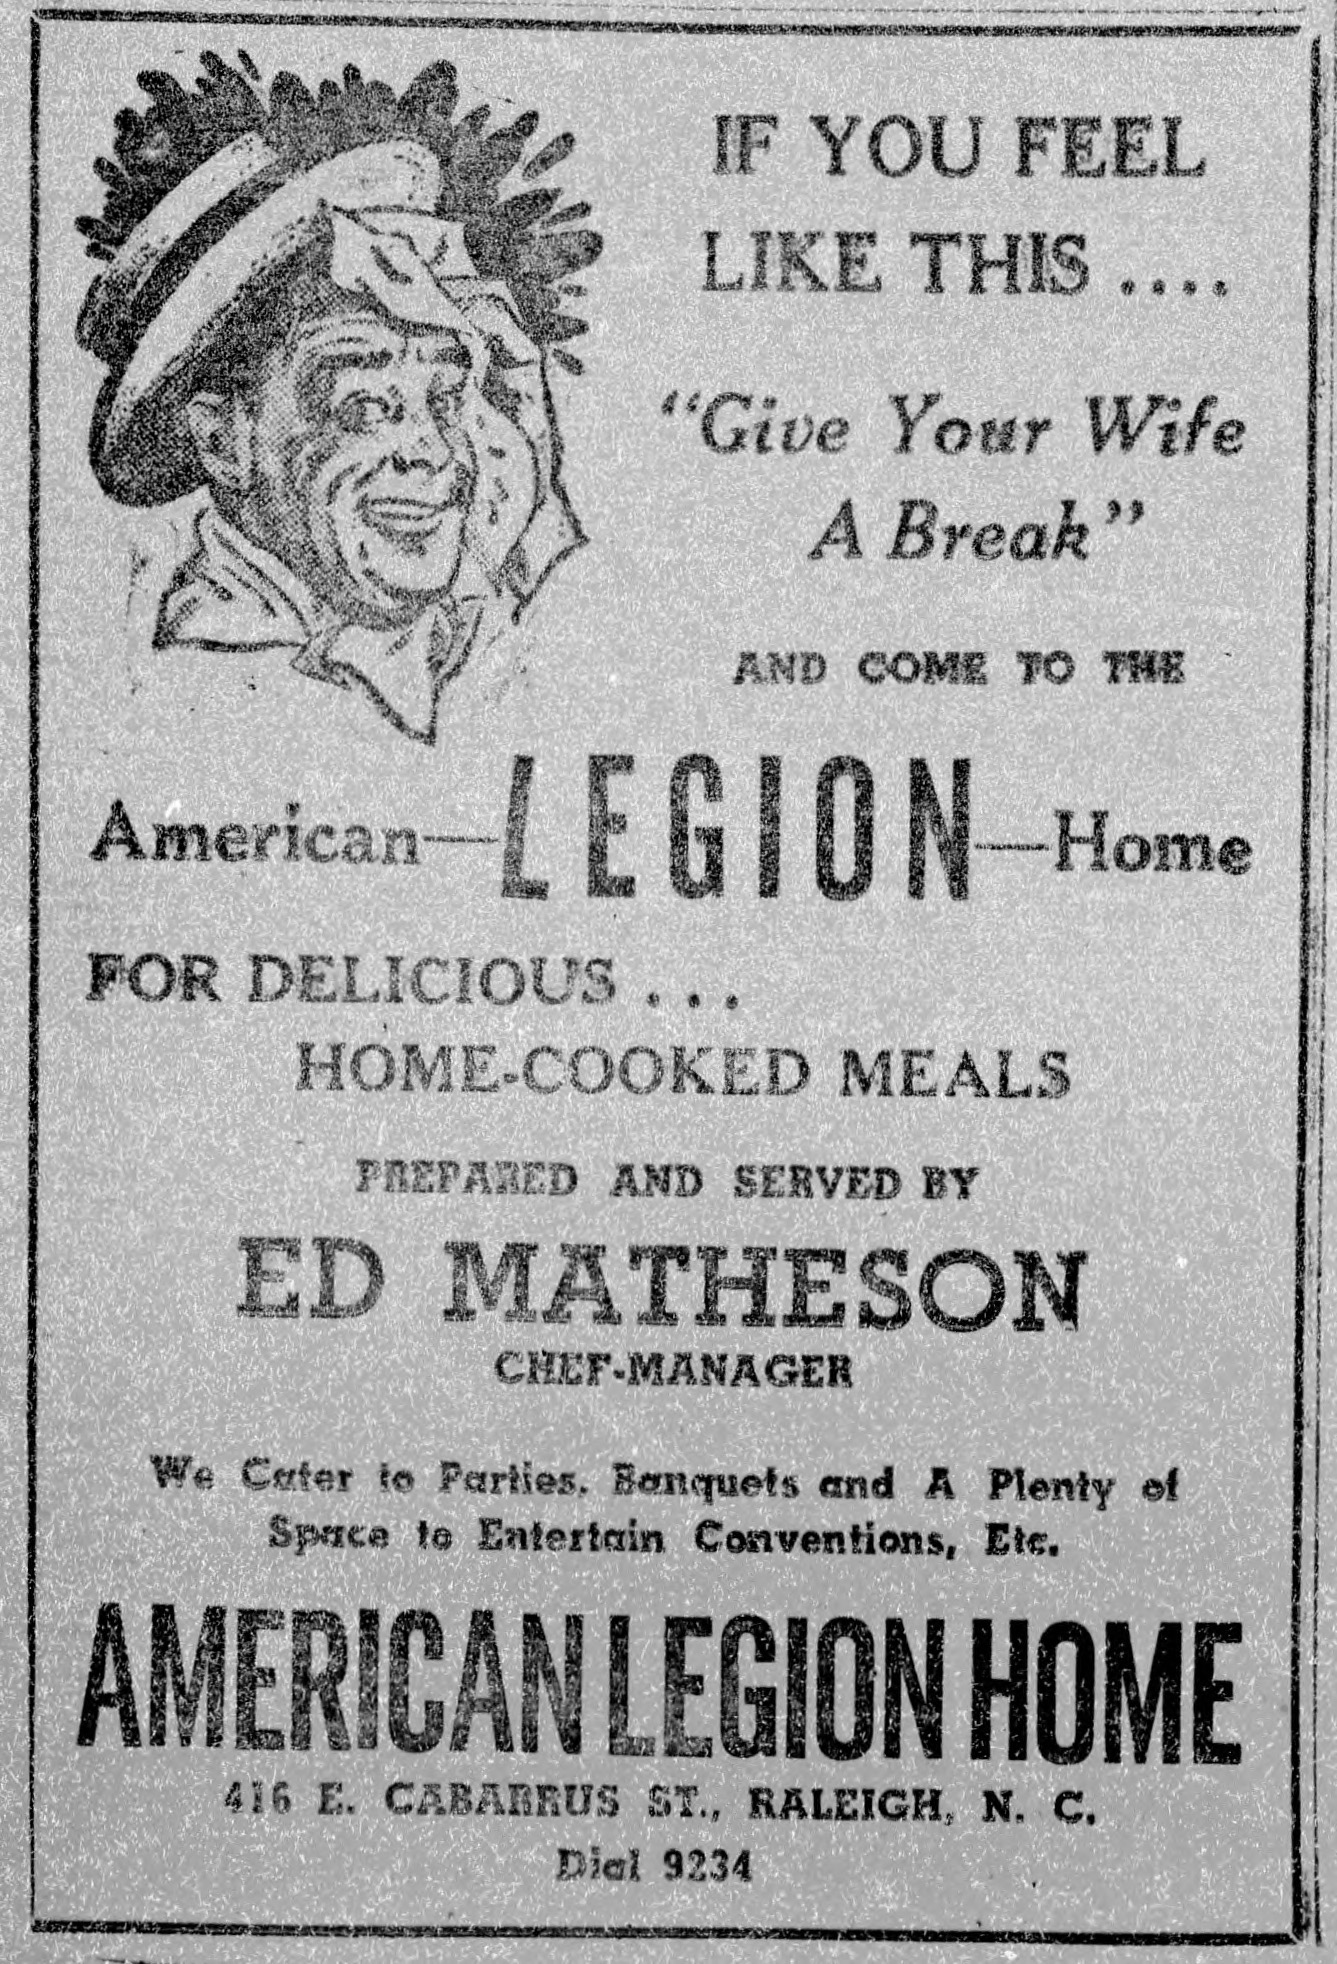 IF YOU FEEL
LIKE THIS ....
"Give Your Wife
A Break"
AND COME TO THE
American—LEGION—Home
FOR DELICIOUS ...
HOME-COOKED MEALS
PREPARED AND SERVED BY
ED MATHESON
CHEF-MANAGER
We Cater to Parties, Banquets and A Plenty of
Space to Entertain Conventions, Etc.
AMERICAN LEGION HOME
416 E. CABARRUS ST., RALEIGH, N. C.
Dial 9234